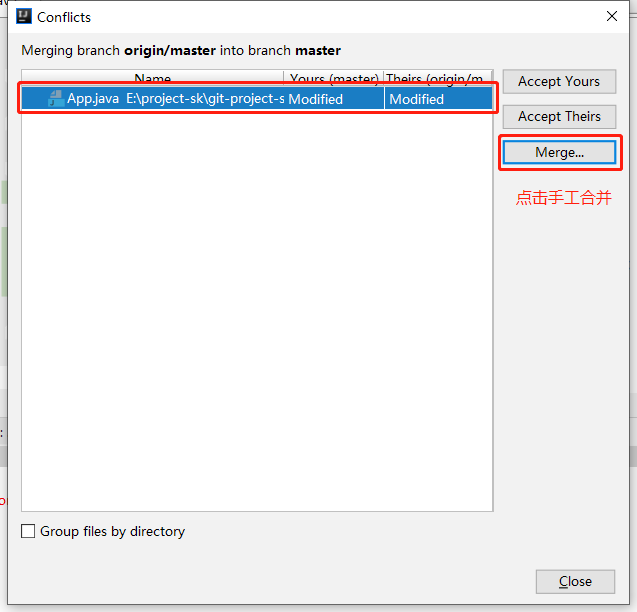 Conflicts
Merging branch origin/master into branch master
Name Yours (master) Theirs (origin/m
App.java E:\project-sk\git-project-s Modified Modified
Accept Yours
Accept Theirs
Merge...
点击手工合并
Group files by directory
Close